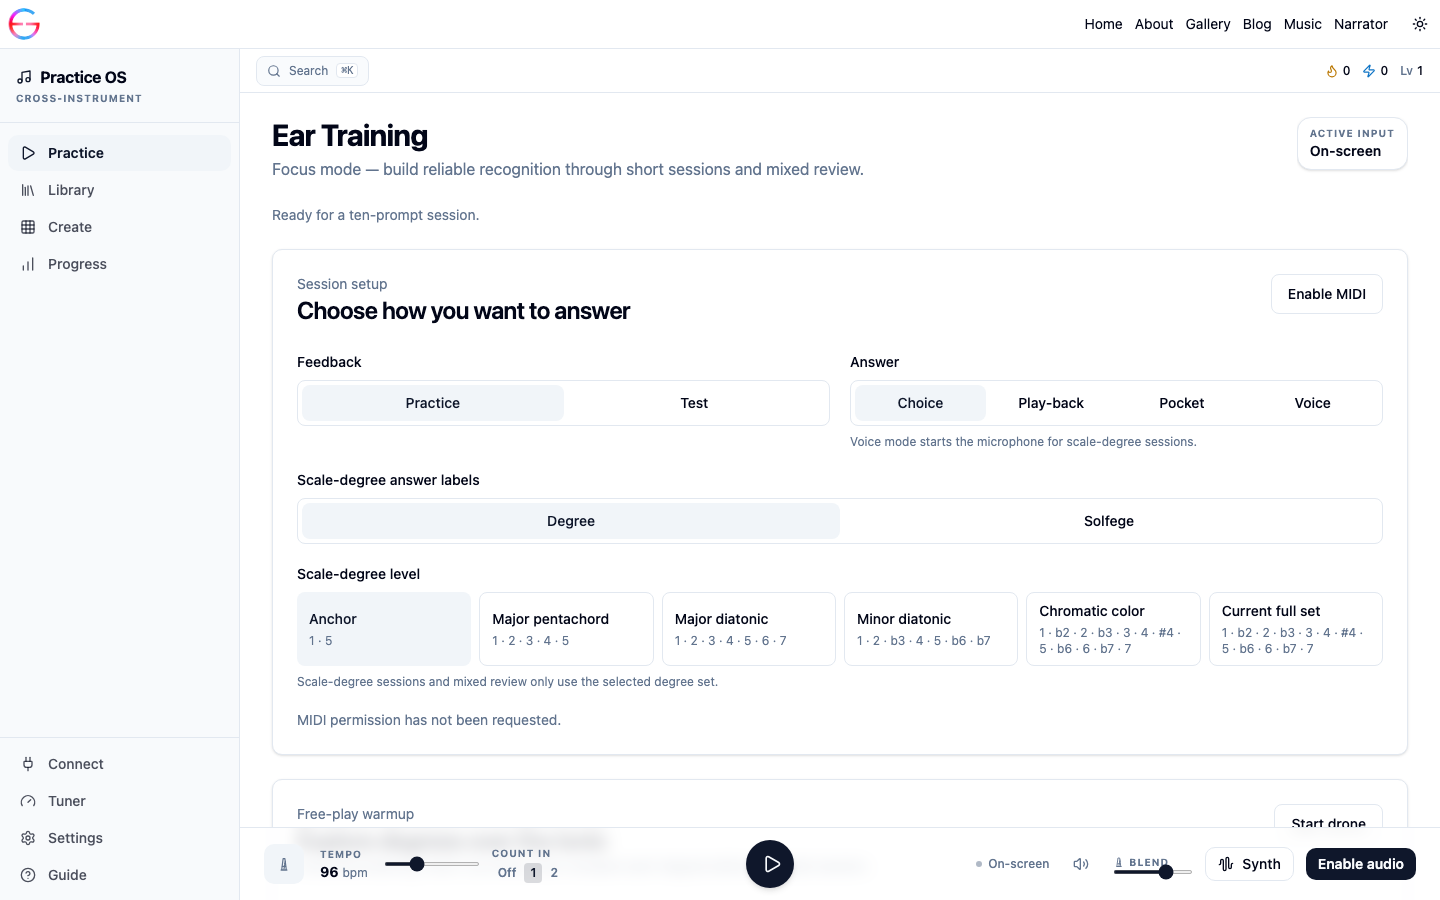 Home About Gallery Blog Music Narrator
Practice OS
CROSS-INSTRUMENT
Practice
Library
Create
Progress
Connect
Tuner
Settings
Guide
Search ⌘K
0 0 Lv 1
Ear Training
Focus mode — build reliable recognition through short sessions and mixed review.
ACTIVE INPUT
On-screen
Ready for a ten-prompt session.
Session setup
Choose how you want to answer
Enable MIDI
Feedback
Practice Test
Answer
Choice Play-back Pocket Voice
Voice mode starts the microphone for scale-degree sessions.
Scale-degree answer labels
Degree Solfege
Scale-degree level
Anchor
1 · 5
Major pentachord
1 · 2 · 3 · 4 · 5
Major diatonic
1 · 2 · 3 · 4 · 5 · 6 · 7
Minor diatonic
1 · 2 · b3 · 4 · 5 · b6 · b7
Chromatic color
1 · b2 · 2 · b3 · 3 · 4 · #4 ·
5 · b6 · 6 · b7 · 7
Current full set
1 · b2 · 2 · b3 · 3 · 4 · #4 ·
5 · b6 · 6 · b7 · 7
Scale-degree sessions and mixed review only use the selected degree set.
MIDI permission has not been requested.
Free-play warmup
Start drone
TEMPO
96 bpm
COUNT IN
Off 1 2
On-screen
BLEND
Synth
Enable audio